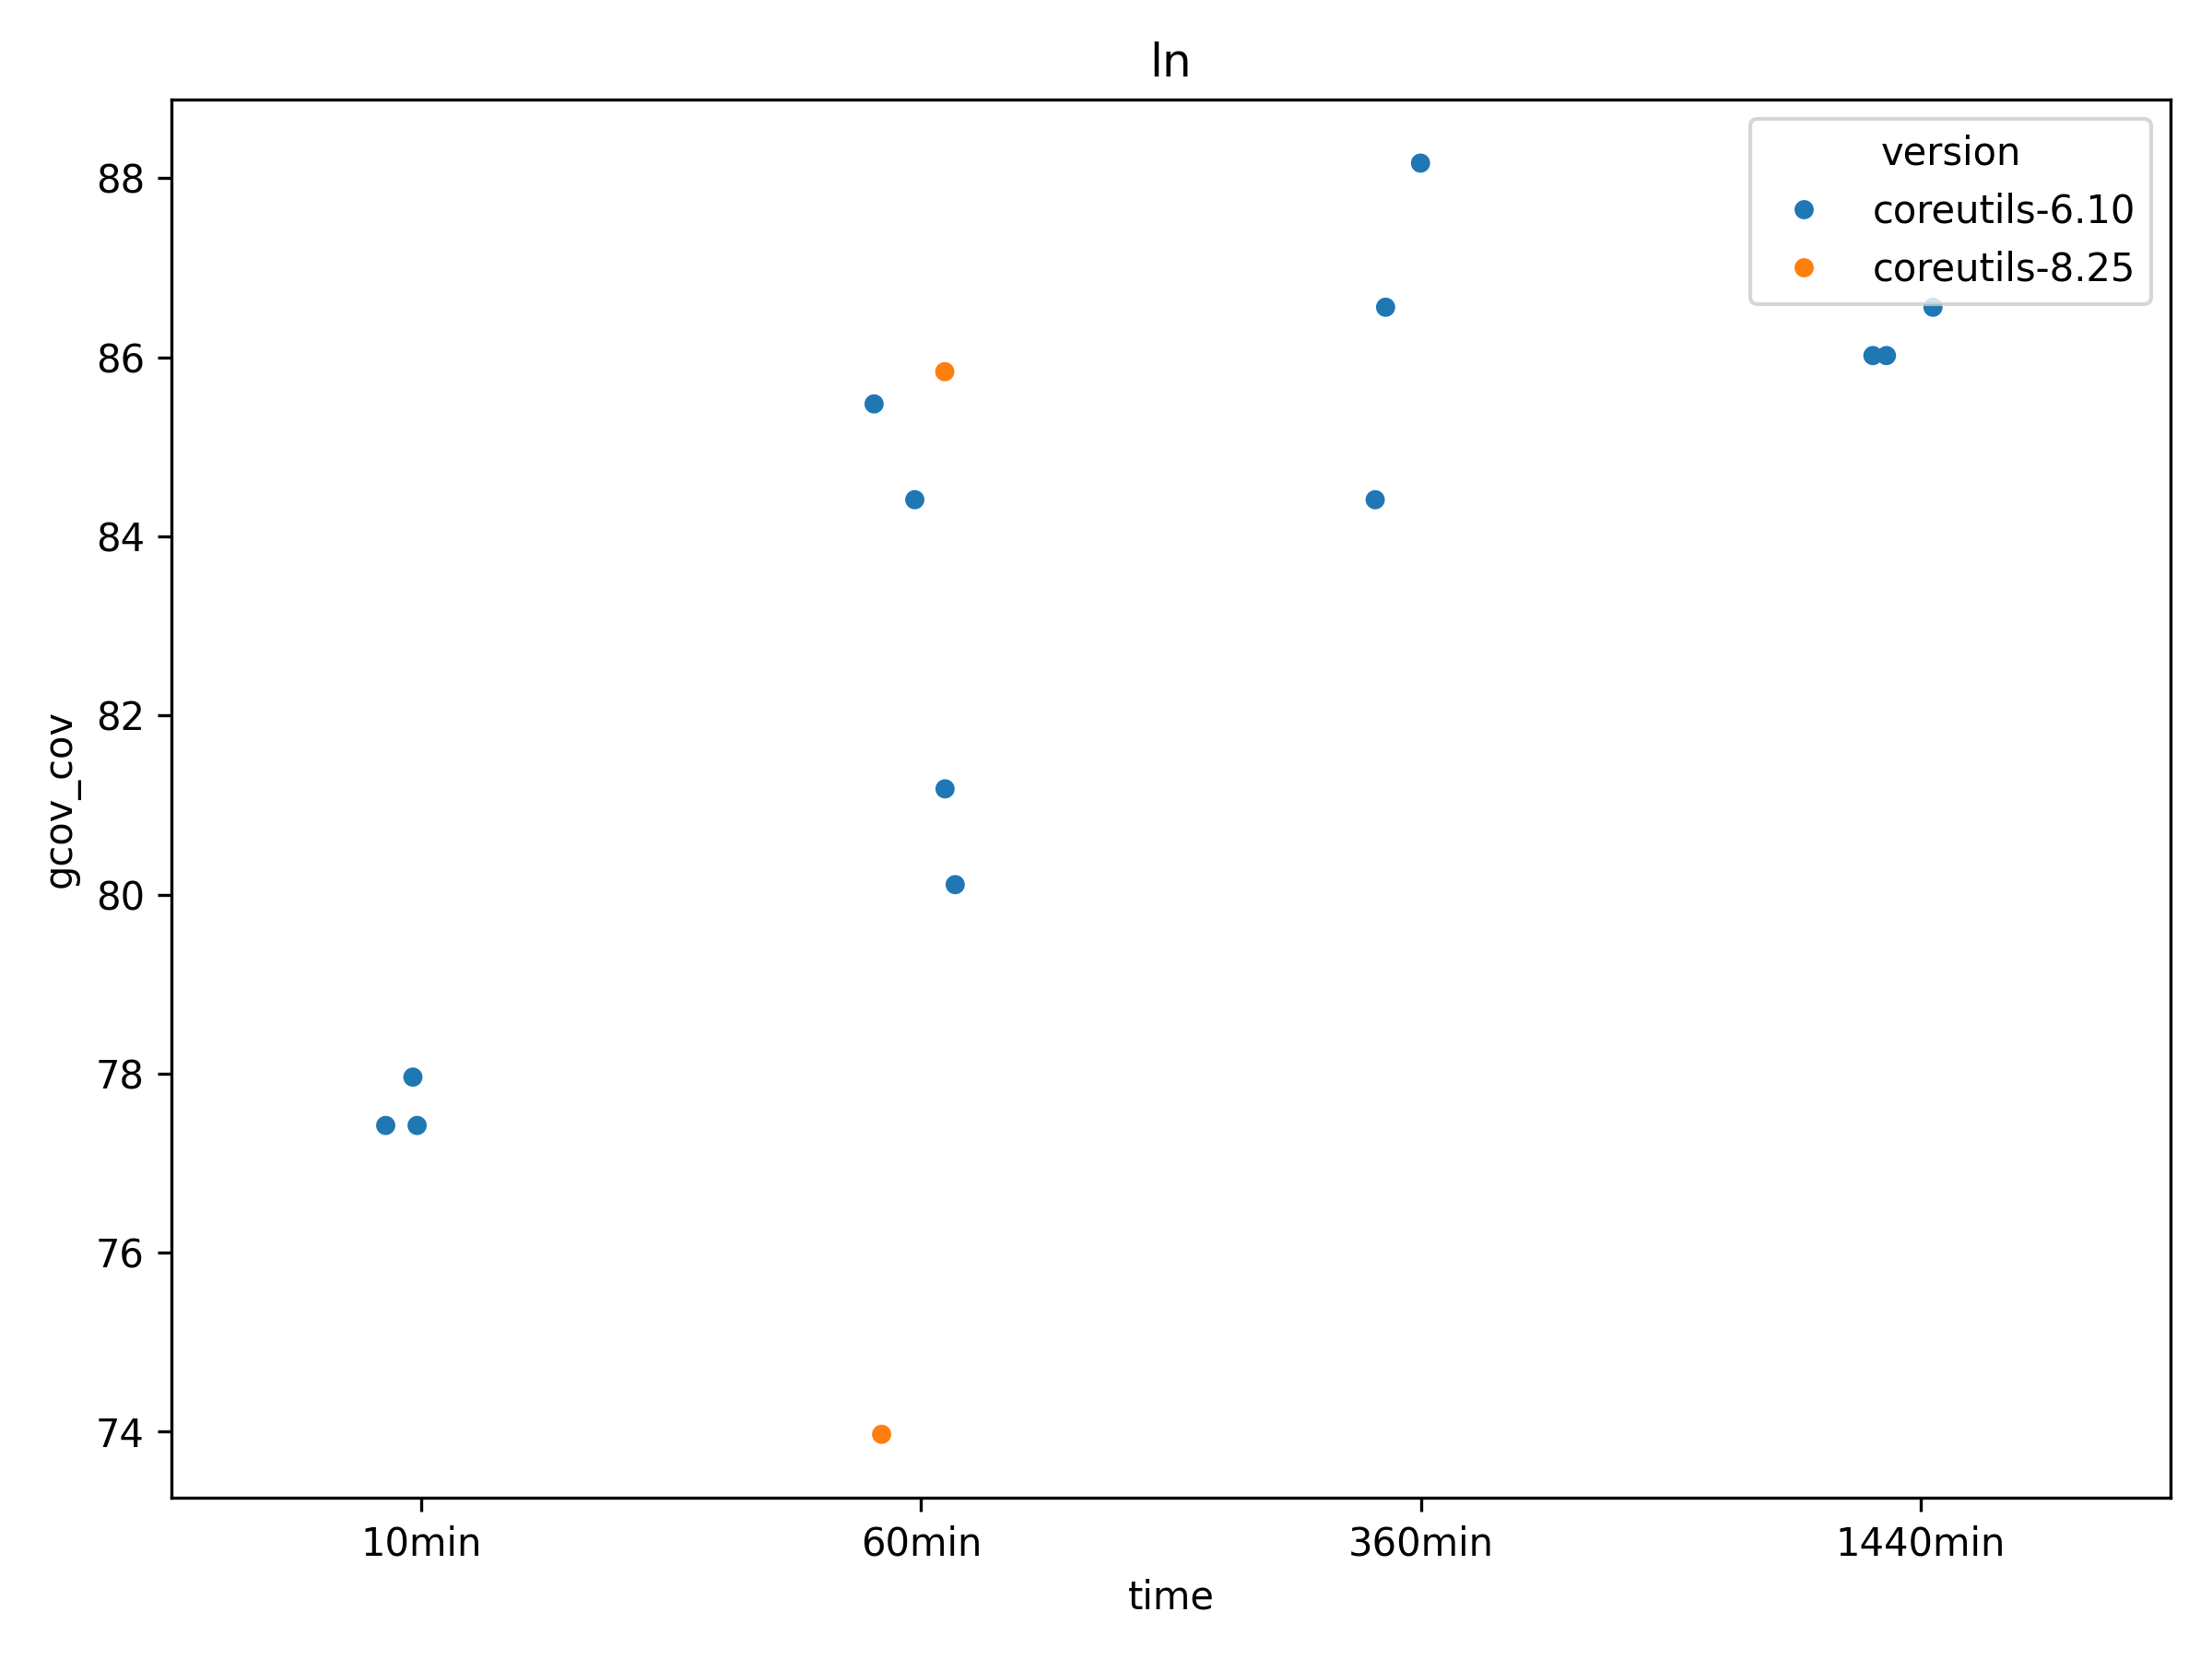 ln
version
coreutils-6.10
coreutils-8.25
88
86
84
82
80
78
76
74
gcov_cov
10min 60min 360min 1440min
time